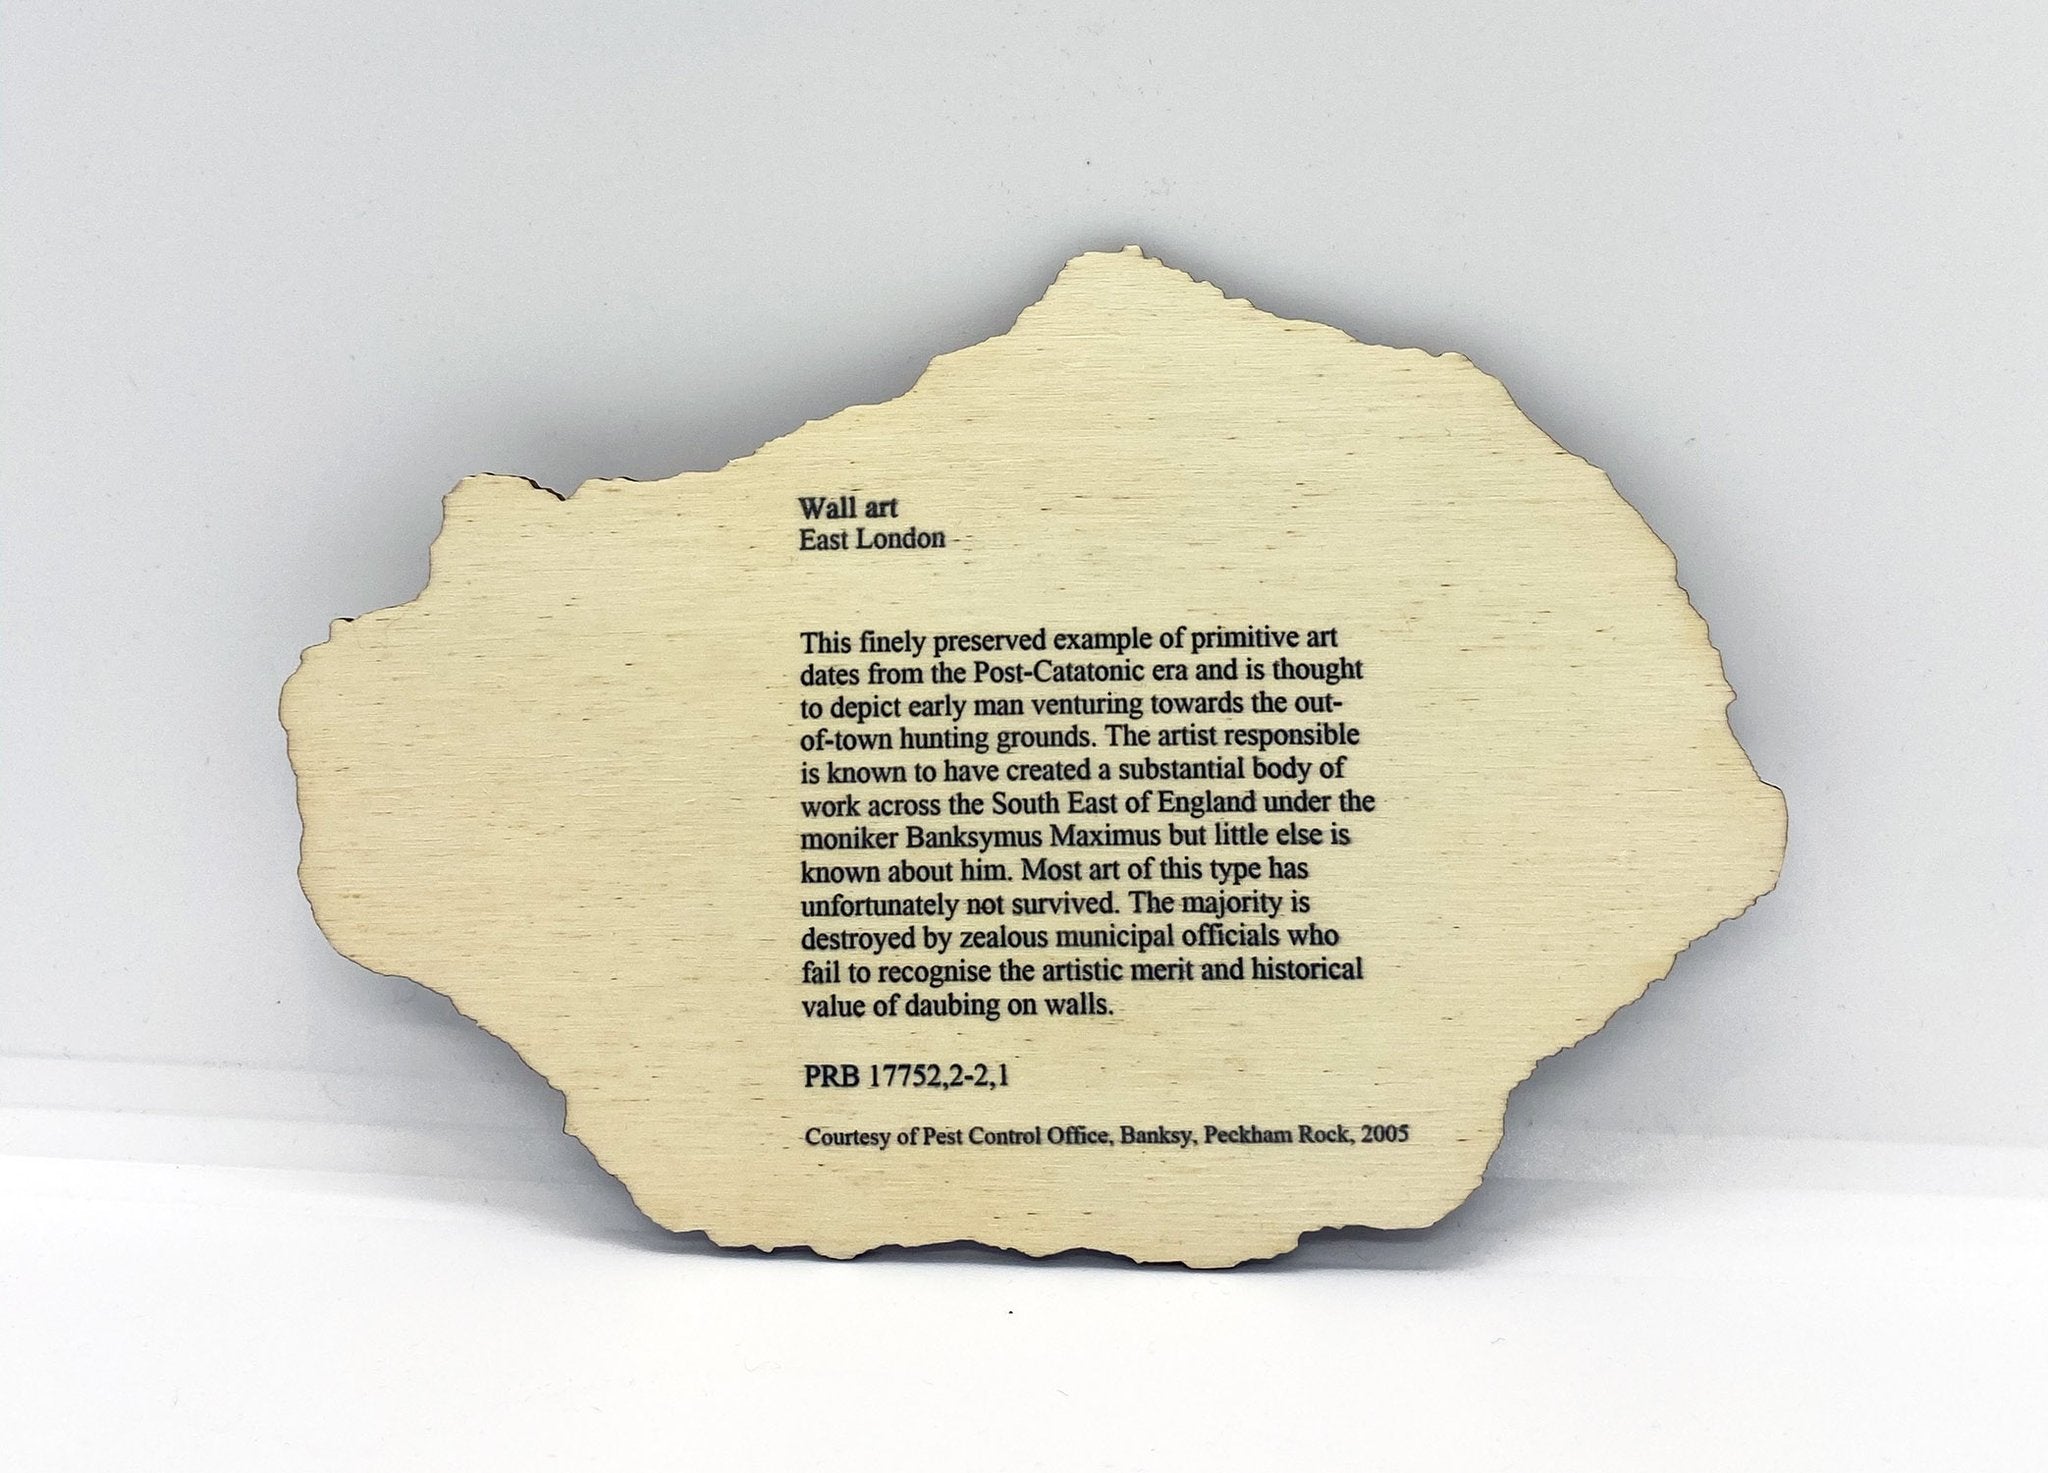 Wall art
East London
This finely preserved example of primitive art
dates from the Post-Catatonic era and is thought
to depict early man venturing towards the out-
of-town hunting grounds. The artist responsible
is known to have created a substantial body of
work across the South East of England under the
moniker Banksymus Maximus but little else is
known about him. Most art of this type has
unfortunately not survived. The majority is
destroyed by zealous municipal officials who
fail to recognise the artistic merit and historical
value of daubing on walls.
PRB 17752,2-2,1
Courtesy of Pest Control Office, Banksy, Peckham Rock, 2005